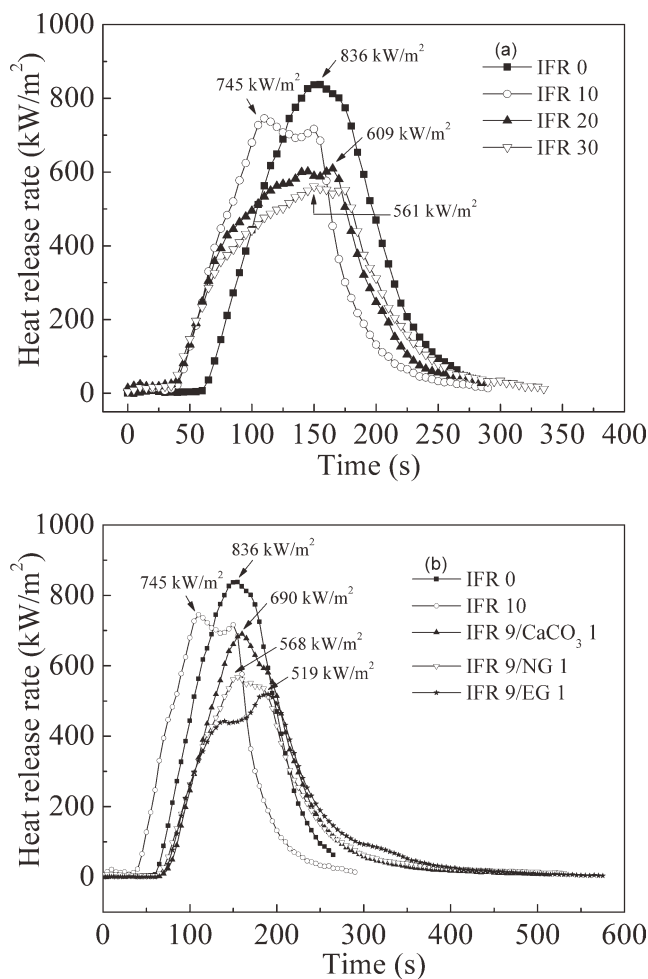 (a)
1000
800
600
400
200
0
Heat release rate (kW/m²)
836 kW/m²
745 kW/m²
609 kW/m²
561 kW/m²
IFR 0
IFR 10
IFR 20
IFR 30
0 50 100 150 200 250 300 350 400
Time (s)
(b)
1000
800
600
400
200
0
Heat release rate (kW/m²)
836 kW/m²
745 kW/m²
690 kW/m²
568 kW/m²
519 kW/m²
IFR 0
IFR 10
IFR 9/CaCO₃ 1
IFR 9/NG 1
IFR 9/EG 1
0 100 200 300 400 500 600
Time (s)